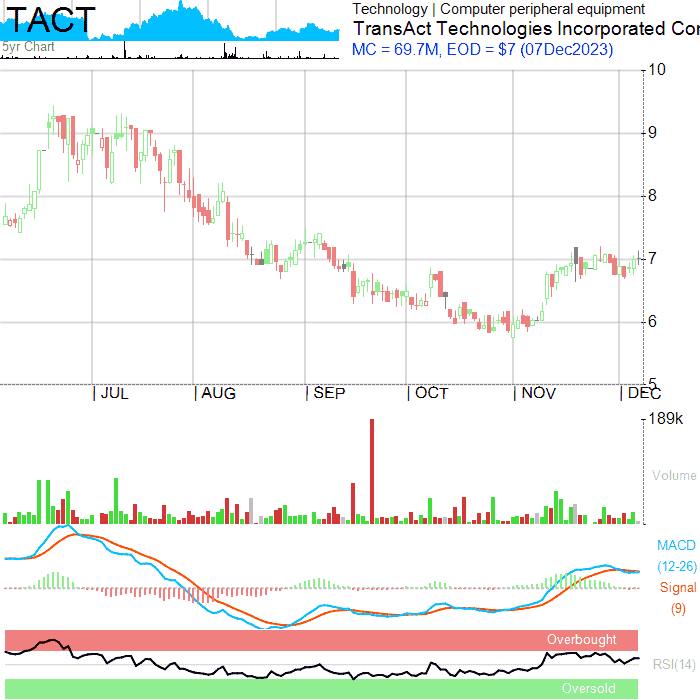 TACT
5yr Chart
Technology | Computer peripheral equipment
TransAct Technologies Incorporated Cor
MC = 69.7M, EOD = $7 (07Dec2023)
10
9
8
7
6
5
JUL
AUG
SEP
OCT
NOV
DEC
189k
Volume
MACD
(12-26)
Signal
(9)
Overbought
RSI(14)
Oversold